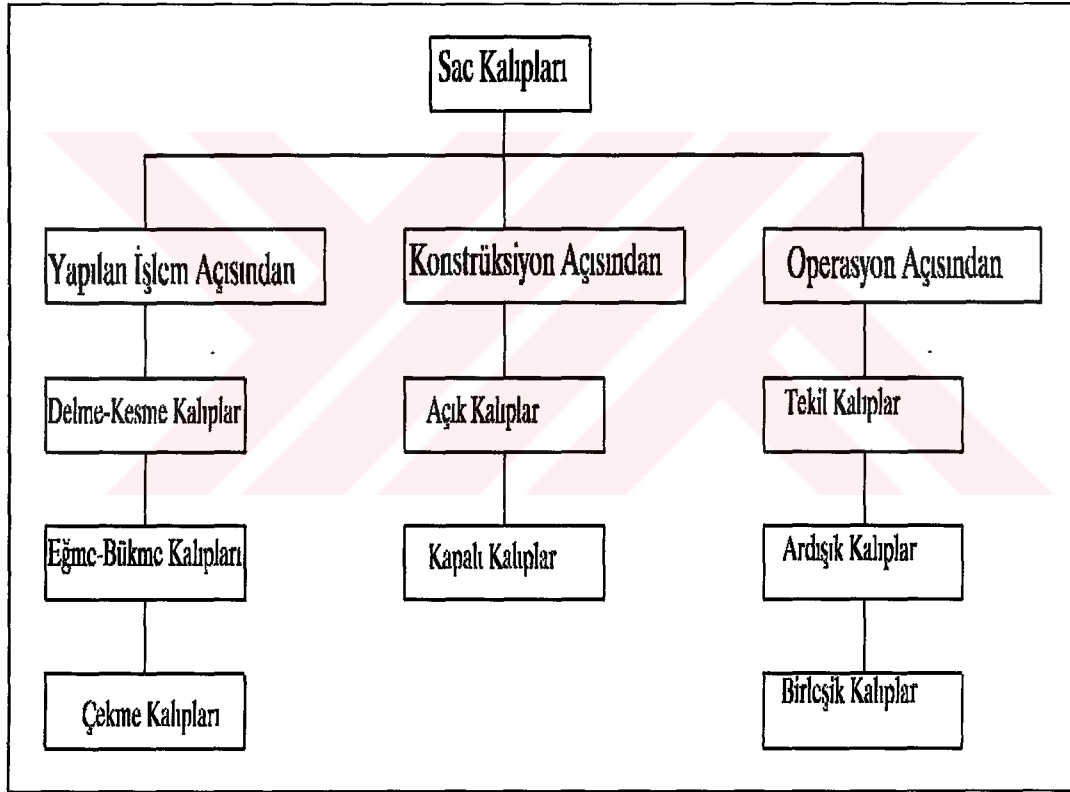 Sac Kalıpları
Yapılan İşlem Açısından
Konstrüksiyon Açısından
Operasyon Açısından
Delme-Kesme Kalıplar
Açık Kalıplar
Tekil Kalıplar
Eğme-Bükme Kalıpları
Kapalı Kalıplar
Ardışik Kalıplar
Çekme Kalıpları
Birleşik Kalıplar